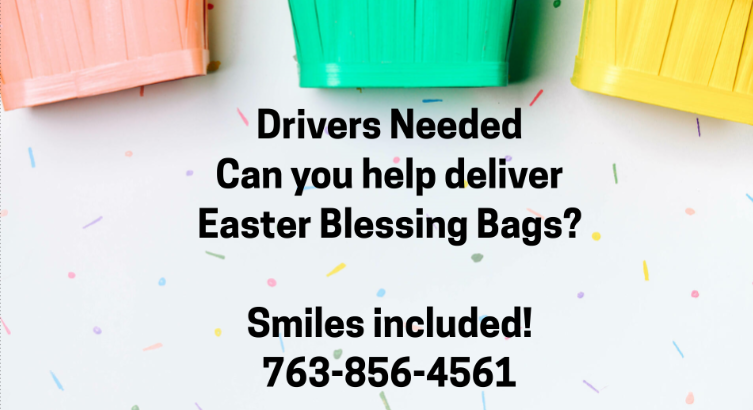 Drivers Needed
Can you help deliver
Easter Blessing Bags?
Smiles included!
763-856-4561